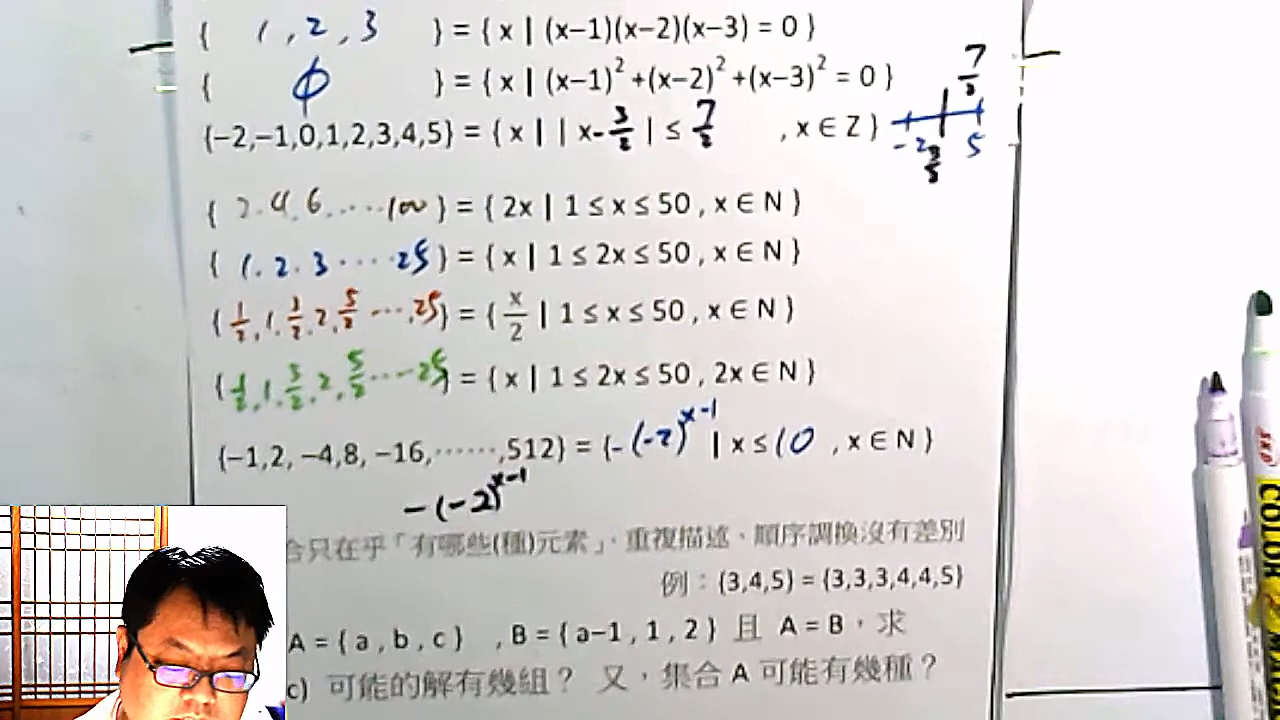 { 1 , 2 , 3 } = { x | (x−1)(x−2)(x−3) = 0 }
{ ϕ } = { x | (x−1)² +(x−2)² +(x−3)² = 0 }
{−2,−1,0,1,2,3,4,5} = { x | | x- 3/2 | ≤ 7/2 , x ∈ Z }
7/2
-2 5
{ 2.4.6.....100 } = { 2x | 1 ≤ x ≤ 50 , x ∈ N }
{ 1.2.3....25 } = { x | 1 ≤ 2x ≤ 50 , x ∈ N }
{ 1/2,1,3/2,2,5/2...,25 } = { x/2 | 1 ≤ x ≤ 50, x ∈ N }
{ 1/2,1,3/2,2,5/2....25 } = { x | 1 ≤ 2x ≤ 50 , 2x ∈ N }
{−1,2, −4,8, −16,⋯⋯,512} = {-(-2)^x-1 | x ≤ 10 , x ∈ N }
-(-2)^x-1
合只在乎「有哪些(種)元素」，重複描述、順序調換沒有差別
例：{3,4,5} = {3,3,3,4,4,5}
A = { a , b , c } , B = { a−1 , 1 , 2 } 且 A = B，求
c) 可能的解有幾組？ 又，集合 A 可能有幾種？
SKB
COLOR